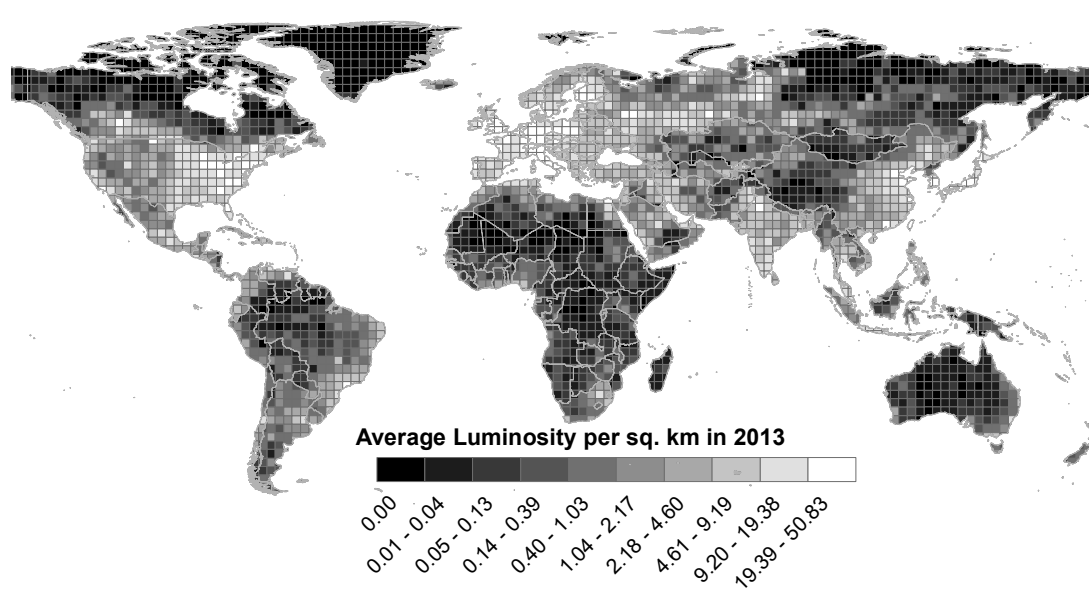 Average Luminosity per sq. km in 2013
0.00
0.01 - 0.04
0.05 - 0.13
0.14 - 0.39
0.40 - 1.03
1.04 - 2.17
2.18 - 4.60
4.61 - 9.19
9.20 - 19.38
19.39 - 50.83